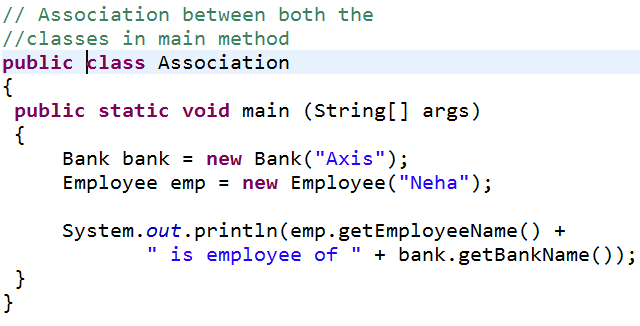 // Association between both the
//classes in main method
public class Association
{
public static void main (String[] args)
{
Bank bank = new Bank("Axis");
Employee emp = new Employee("Neha");
System.out.println(emp.getEmployeeName() +
" is employee of " + bank.getBankName());
}
}